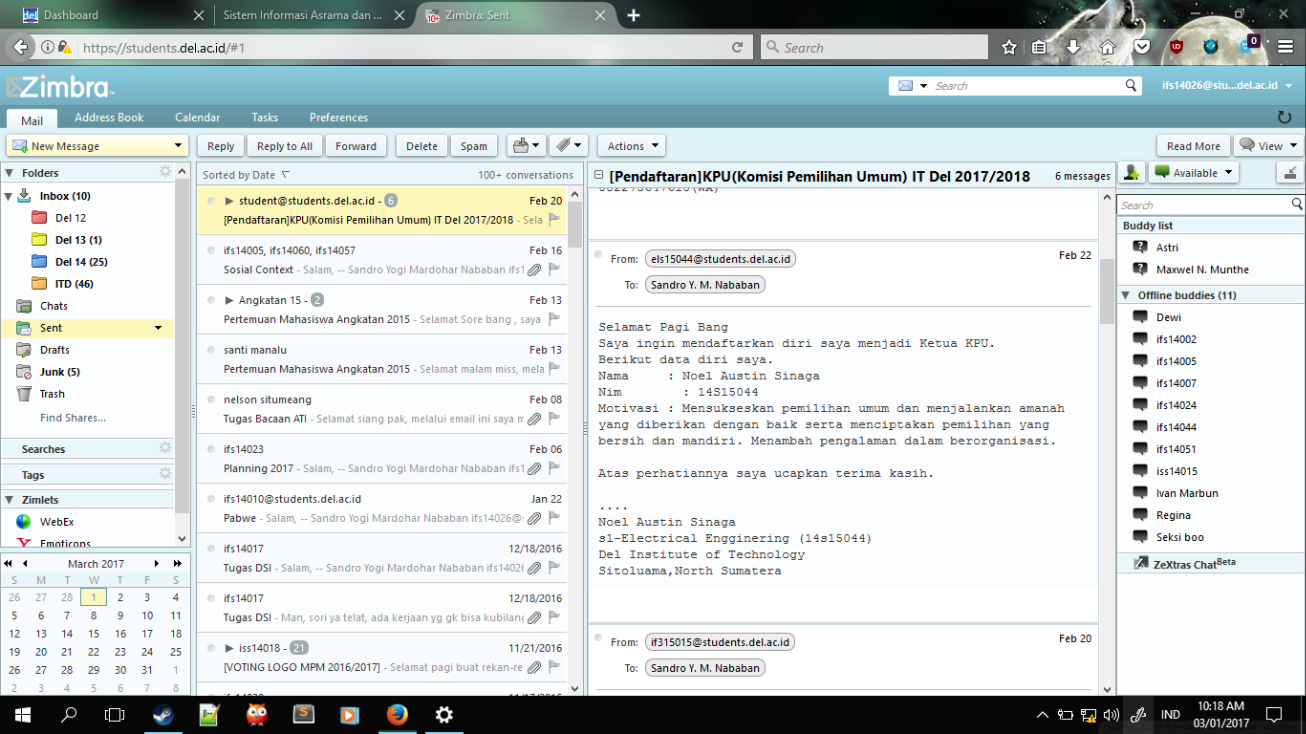 Dashboard
Sistem Informasi Asrama dan ...
Zimbra: Sent
https://students.del.ac.id/#1
Search
0
Zimbra
Search
ifs14026@stu...del.ac.id
Mail
Address Book
Calendar
Tasks
Preferences
New Message
Reply
Reply to All
Forward
Delete
Spam
Actions
Read More
View
Folders
Inbox (10)
Del 12
Del 13 (1)
Del 14 (25)
ITD (46)
Chats
Sent
Drafts
Junk (5)
Trash
Find Shares...
Searches
Tags
Zimlets
WebEx
Emoticons
March 2017
S M T W T F S
26 27 28 1 2 3 4
5 6 7 8 9 10 11
12 13 14 15 16 17 18
19 20 21 22 23 24 25
26 27 28 29 30 31 1
2 3 4 5 6 7 8
Sorted by Date
100+ conversations
student@students.del.ac.id - 6 Feb 20
[Pendaftaran]KPU(Komisi Pemilihan Umum) IT Del 2017/2018 - Sela
ifs14005, ifs14060, ifs14057 Feb 16
Sosial Context - Salam, -- Sandro Yogi Mardohar Nababan ifs1
Angkatan 15 - 2 Feb 13
Pertemuan Mahasiswa Angkatan 2015 - Selamat Sore bang , saya
santi manalu Feb 13
Pertemuan Mahasiswa Angkatan 2015 - Selamat malam miss, mela
nelson situmeang Feb 08
Tugas Bacaan ATI - Selamat siang pak, melalui email ini saya m
ifs14023 Feb 06
Planning 2017 - Salam, -- Sandro Yogi Mardohar Nababan ifs1
ifs14010@students.del.ac.id Jan 22
Pabwe - Salam, -- Sandro Yogi Mardohar Nababan ifs14026@
ifs14017 12/18/2016
Tugas DSI - Salam, -- Sandro Yogi Mardohar Nababan ifs1402
ifs14017 12/18/2016
Tugas DSI - Man, sori ya telat, ada kerjaan yg gk bisa kubilang
iss14018 - 21 11/21/2016
[VOTING LOGO MPM 2016/2017] - Selamat pagi buat rekan-re
[Pendaftaran]KPU(Komisi Pemilihan Umum) IT Del 2017/2018
6 messages
From: els15044@students.del.ac.id Feb 22
To: Sandro Y. M. Nababan
Selamat Pagi Bang
Saya ingin mendaftarkan diri saya menjadi Ketua KPU.
Berikut data diri saya.
Nama : Noel Austin Sinaga
Nim : 14S15044
Motivasi : Mensukseskan pemilihan umum dan menjalankan amanah
yang diberikan dengan baik serta menciptakan pemilihan yang
bersih dan mandiri. Menambah pengalaman dalam berorganisasi.
Atas perhatiannya saya ucapkan terima kasih.
....
Noel Austin Sinaga
s1-Electrical Engginering (14s15044)
Del Institute of Technology
Sitoluama,North Sumatera
From: if315015@students.del.ac.id Feb 20
To: Sandro Y. M. Nababan
Available
Search
Buddy list
Astri
Maxwel N. Munthe
Offline buddies (11)
Dewi
ifs14002
ifs14005
ifs14007
ifs14024
ifs14044
ifs14051
iss14015
Ivan Marbun
Regina
Seksi boo
ZeXtras Chat Beta
IND
10:18 AM
03/01/2017